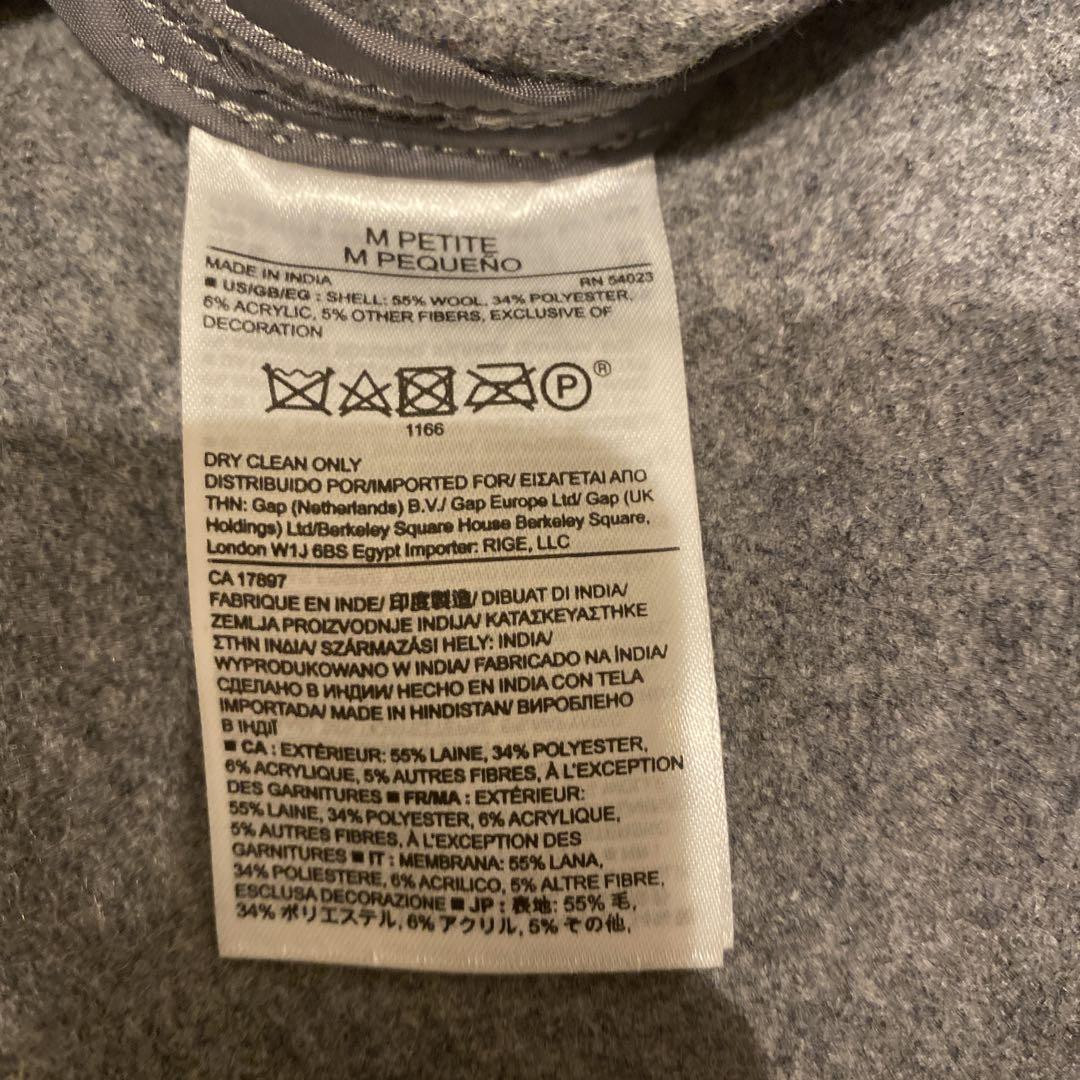 M PETITE
M PEQUEÑO
MADE IN INDIA RN 54023
■ US/GB/EG : SHELL: 55% WOOL, 34% POLYESTER,
6% ACRYLIC, 5% OTHER FIBERS, EXCLUSIVE OF
DECORATION
P ®
1166
DRY CLEAN ONLY
DISTRIBUIDO POR/IMPORTED FOR/ ΕΙΣΑΓΕΤΑΙ ΑΠΟ
ΤΗΝ: Gap (Netherlands) B.V./ Gap Europe Ltd/ Gap (UK
Holdings) Ltd/Berkeley Square House Berkeley Square,
London W1J 6BS Egypt Importer: RIGE, LLC
CA 17897
FABRIQUE EN INDE/ 印度製造/ DIBUAT DI INDIA/
ZEMLJA PROIZVODNJE INDIJA/ ΚΑΤΑΣΚΕΥΑΣΤΗΚΕ
ΣΤΗΝ ΙΝΔΙΑ/ SZÁRMAZÁSI HELY: INDIA/
WYPRODUKOWANO W INDIA/ FABRICADO NA ÍNDIA/
СДЕЛАНО В ИНДИИ/ HECHO EN INDIA CON TELA
IMPORTADA/ MADE IN HINDISTAN/ ВИРОБЛЕНО
В ІНДІЇ
■ CA : EXTÉRIEUR: 55% LAINE, 34% POLYESTER,
6% ACRYLIQUE, 5% AUTRES FIBRES, À L'EXCEPTION
DES GARNITURES ■ FR/MA : EXTÉRIEUR:
55% LAINE, 34% POLYESTER, 6% ACRYLIQUE,
5% AUTRES FIBRES, À L'EXCEPTION DES
GARNITURES ■ IT : MEMBRANA: 55% LANA,
34% POLIESTERE, 6% ACRILICO, 5% ALTRE FIBRE,
ESCLUSA DECORAZIONE ■ JP : 表地: 55% 毛,
34% ポリエステル, 6% アクリル, 5% その他,